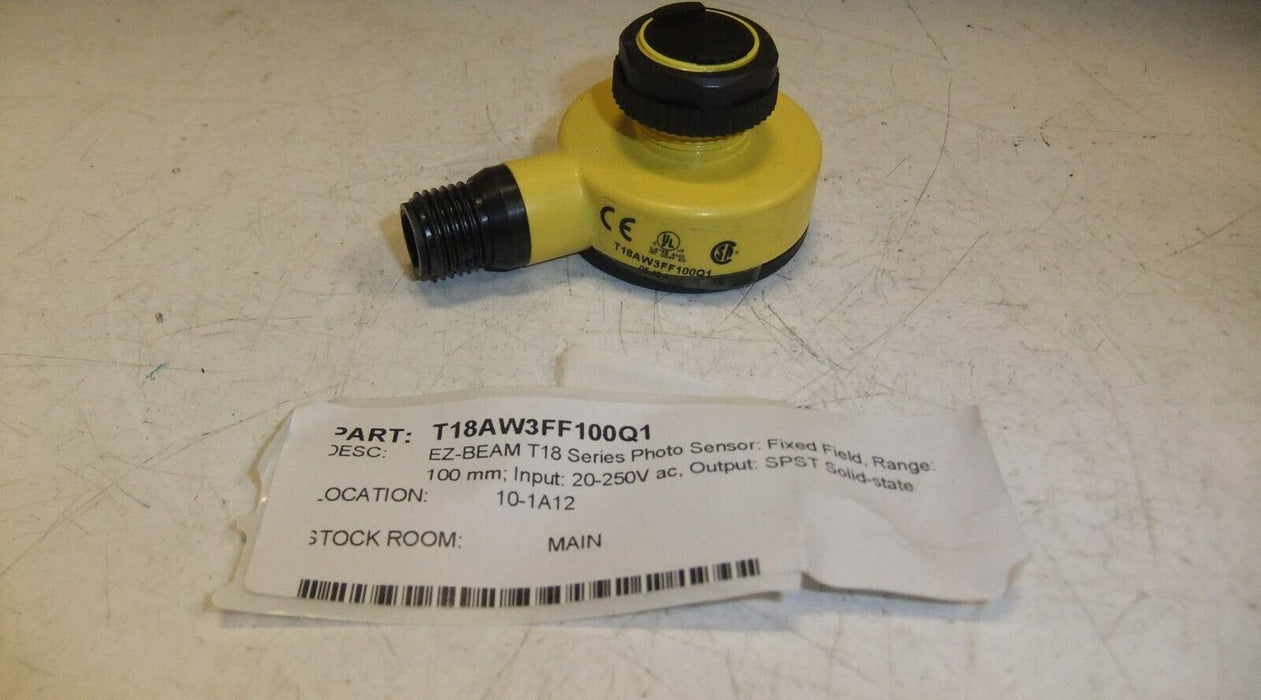 CE
UL
T18AW3FF100Q1
PART: T18AW3FF100Q1
DESC: EZ-BEAM T18 Series Photo Sensor: Fixed Field, Range:
100 mm; Input: 20-250V ac, Output: SPST Solid-state
LOCATION: 10-1A12
STOCK ROOM: MAIN